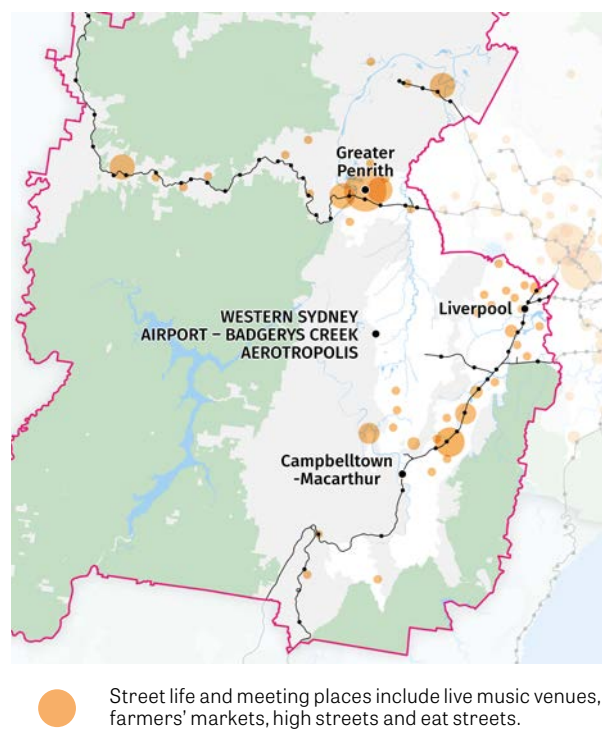 Greater
Penrith
Liverpool
WESTERN SYDNEY
AIRPORT – BADGERYS CREEK
AEROTROPOLIS
Campbelltown
-Macarthur
Street life and meeting places include live music venues,
farmers’ markets, high streets and eat streets.